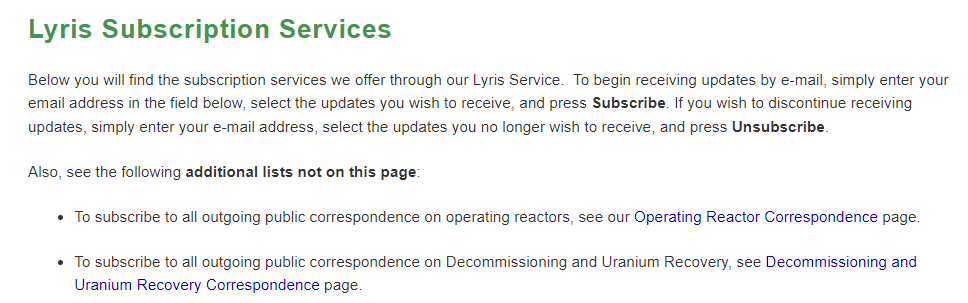 Lyris Subscription Services
Below you will find the subscription services we offer through our Lyris Service.  To begin receiving updates by e-mail, simply enter your
email address in the field below, select the updates you wish to receive, and press Subscribe. If you wish to discontinue receiving
updates, simply enter your e-mail address, select the updates you no longer wish to receive, and press Unsubscribe.
Also, see the following additional lists not on this page:
• To subscribe to all outgoing public correspondence on operating reactors, see our Operating Reactor Correspondence page.
• To subscribe to all outgoing public correspondence on Decommissioning and Uranium Recovery, see Decommissioning and
Uranium Recovery Correspondence page.